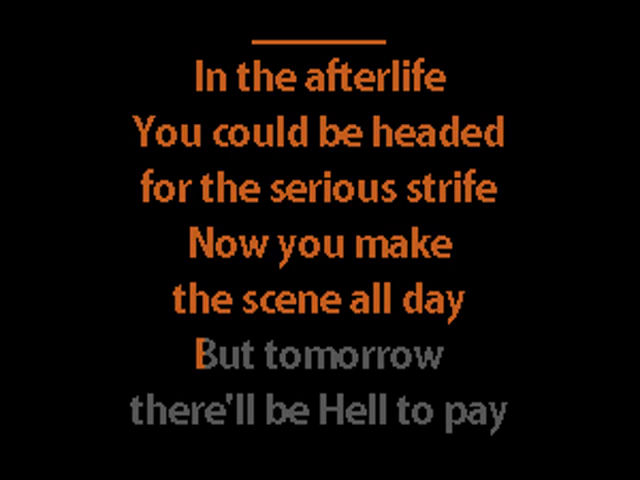 In the afterlife
You could be headed
for the serious strife
Now you make
the scene all day
But tomorrow
there'll be Hell to pay